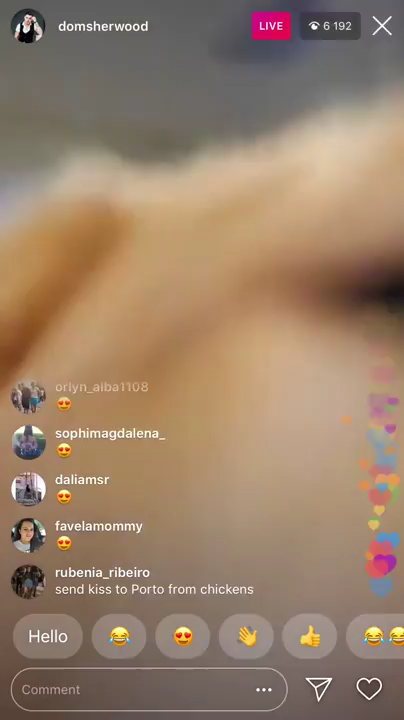 domsherwood
LIVE
6 192
orlyn_alba1108
😍
sophimagdalena_
😍
daliamsr
😍
favelamommy
😍
rubenia_ribeiro
send kiss to Porto from chickens
Hello
😂
😍
👋
👍
😂😂
Comment